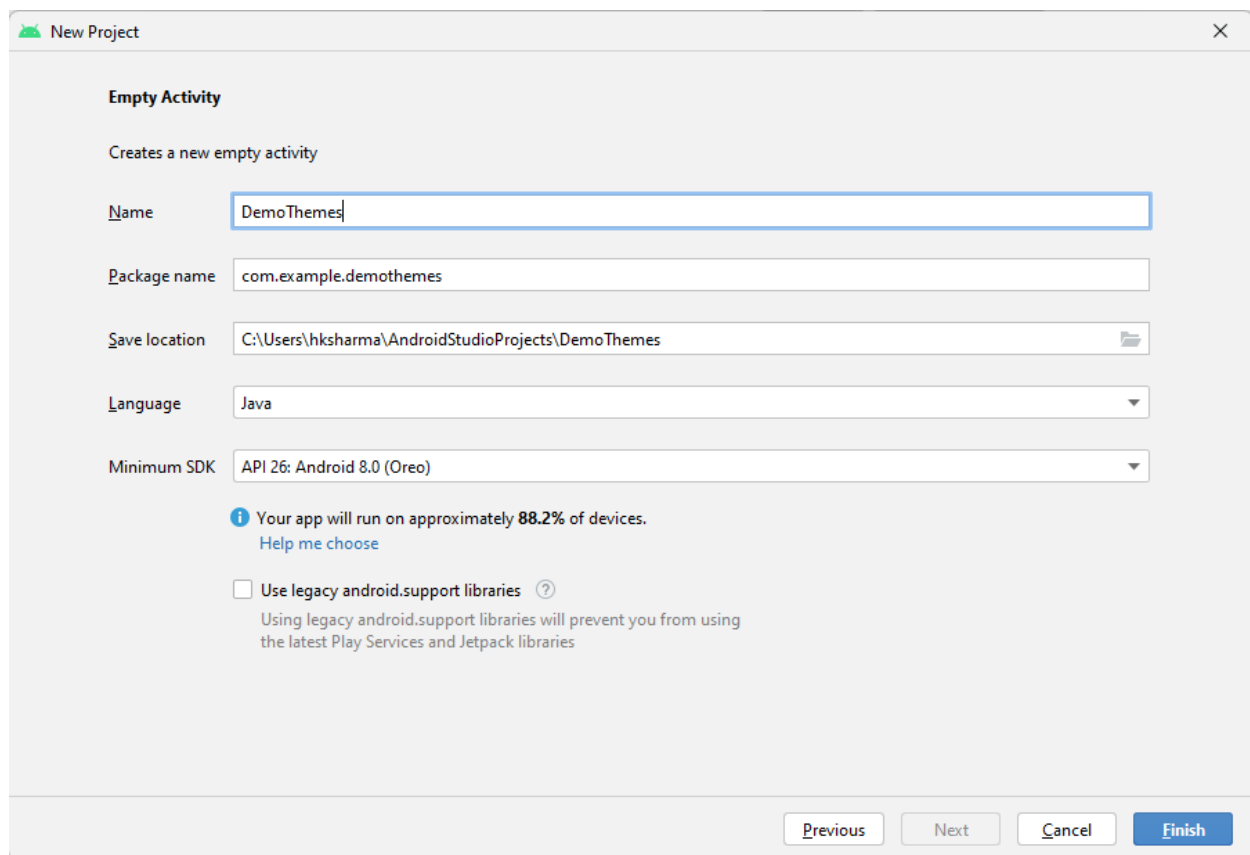 New Project
Empty Activity
Creates a new empty activity
Name DemoThemes
Package name com.example.demothemes
Save location C:\Users\hksharma\AndroidStudioProjects\DemoThemes
Language Java
Minimum SDK API 26: Android 8.0 (Oreo)
i Your app will run on approximately 88.2% of devices.
Help me choose
Use legacy android.support libraries ?
Using legacy android.support libraries will prevent you from using
the latest Play Services and Jetpack libraries
Previous Next Cancel Finish